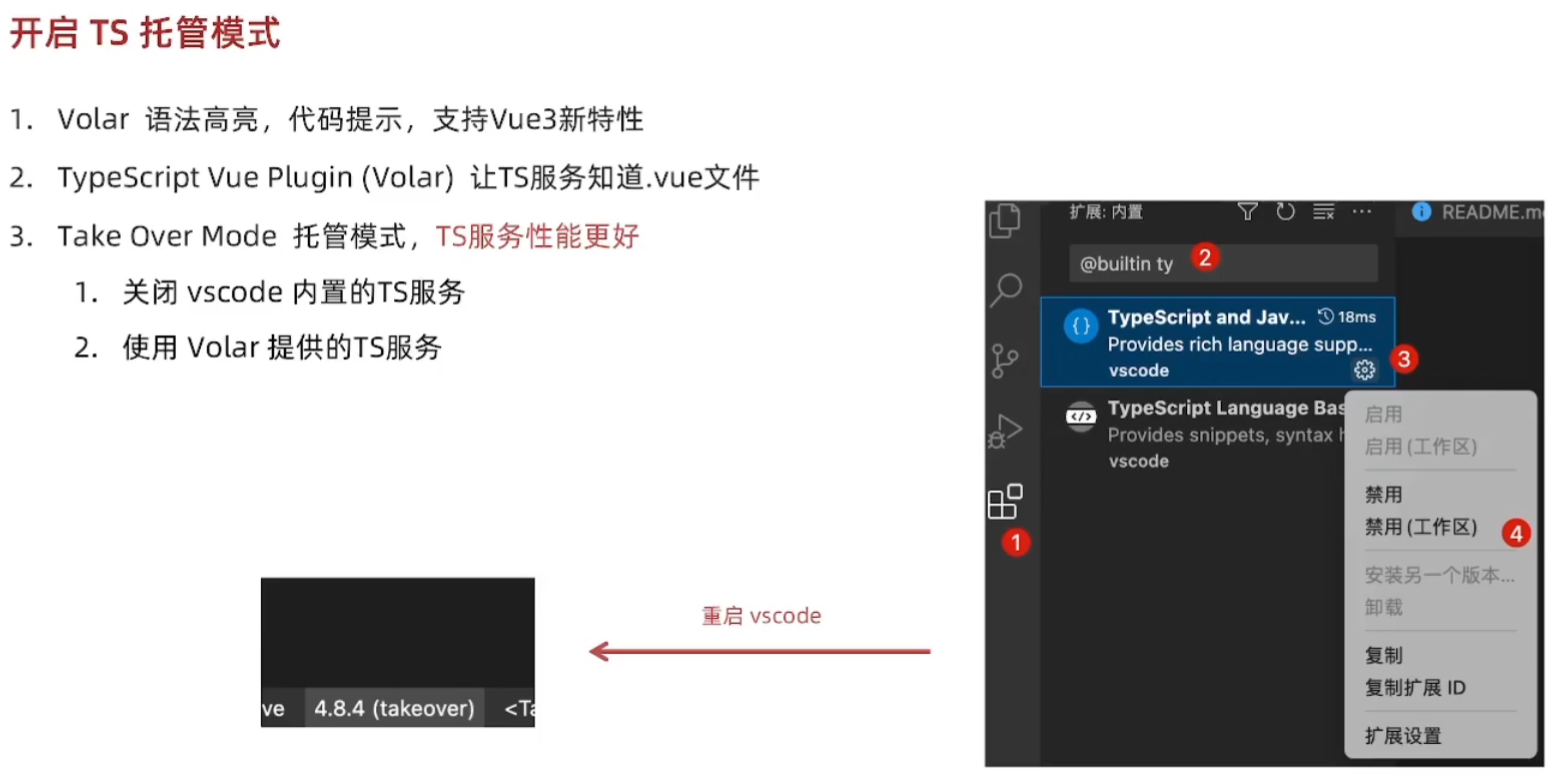 开启 TS 托管模式
1. Volar 语法高亮，代码提示，支持Vue3新特性
2. TypeScript Vue Plugin (Volar) 让TS服务知道.vue文件
3. Take Over Mode 托管模式，TS服务性能更好
1. 关闭 vscode 内置的TS服务
2. 使用 Volar 提供的TS服务
扩展: 内置
README.m
@builtin ty
2
TypeScript and Jav... 18ms
Provides rich language supp...
vscode
3
TypeScript Language Bas
Provides snippets, syntax h
vscode
1
启用
启用 (工作区)
禁用
禁用 (工作区)
4
安装另一个版本...
卸载
复制
复制扩展 ID
扩展设置
重启 vscode
ve 4.8.4 (takeover) <Ta